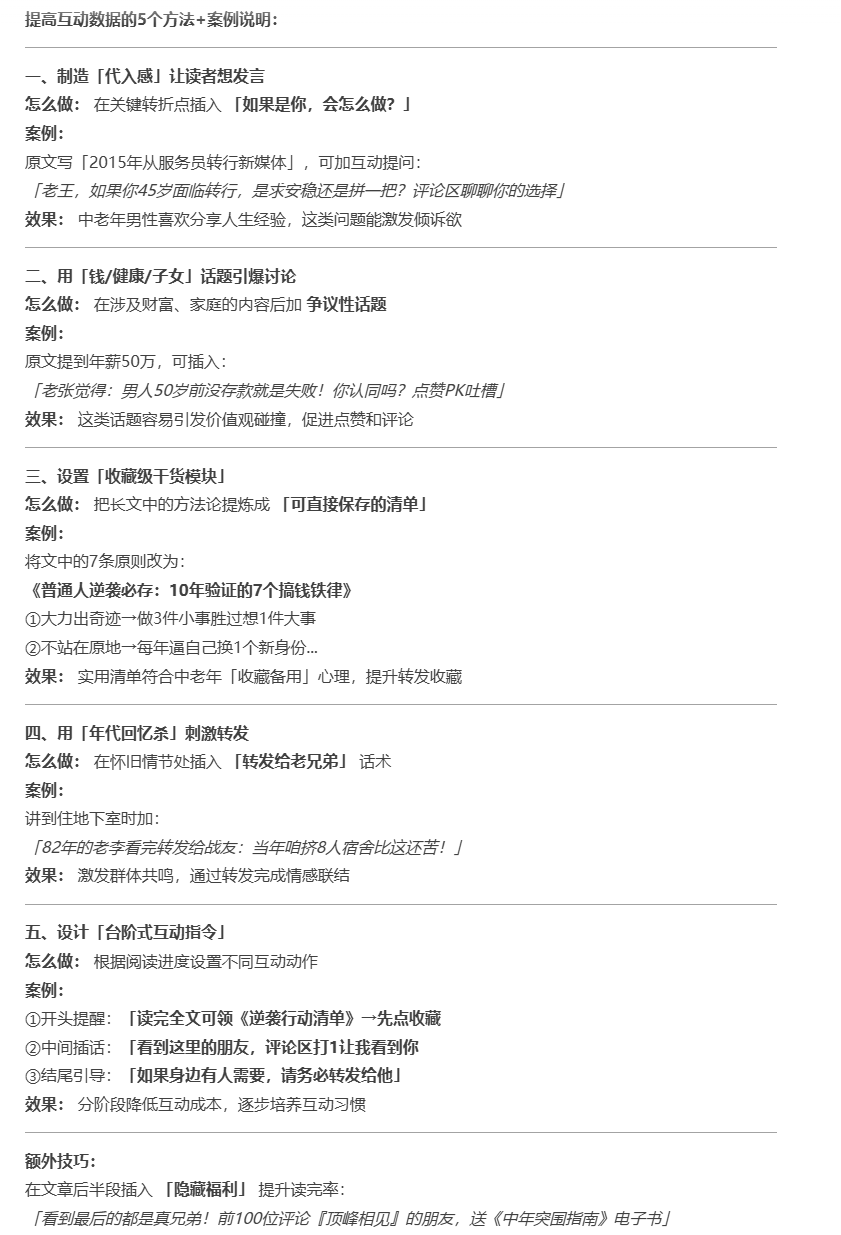 提高互动数据的5个方法+案例说明：
一、制造「代入感」让读者想发言
怎么做： 在关键转折点插入 「如果是你，会怎么做？」
案例：
原文写「2015年从服务员转行新媒体」，可加互动提问：
「老王，如果你45岁面临转行，是求安稳还是拼一把？评论区聊聊你的选择」
效果： 中老年男性喜欢分享人生经验，这类问题能激发倾诉欲
二、用「钱/健康/子女」话题引爆讨论
怎么做： 在涉及财富、家庭的内容后加 争议性话题
案例：
原文提到年薪50万，可插入：
「老张觉得：男人50岁前没存款就是失败！你认同吗？点赞PK吐槽」
效果： 这类话题容易引发价值观碰撞，促进点赞和评论
三、设置「收藏级干货模块」
怎么做： 把长文中的方法论提炼成 「可直接保存的清单」
案例：
将文中的7条原则改为：
《普通人逆袭必存：10年验证的7个搞钱铁律》
①大力出奇迹→做3件小事胜过想1件大事
②不站在原地→每年逼自己换1个新身份...
效果： 实用清单符合中老年「收藏备用」心理，提升转发收藏
四、用「年代回忆杀」刺激转发
怎么做： 在怀旧情节处插入 「转发给老兄弟」 话术
案例：
讲到住地下室时加：
「82年的老李看完转发给战友：当年咱挤8人宿舍比这还苦！」
效果： 激发群体共鸣，通过转发完成情感联结
五、设计「台阶式互动指令」
怎么做： 根据阅读进度设置不同互动动作
案例：
①开头提醒：「读完全文可领《逆袭行动清单》→先点收藏
②中间插话：「看到这里的朋友，评论区打1让我看到你
③结尾引导：「如果身边有人需要，请务必转发给他」
效果： 分阶段降低互动成本，逐步培养互动习惯
额外技巧：
在文章后半段插入 「隐藏福利」 提升读完率：
「看到最后的都是真兄弟！前100位评论『顶峰相见』的朋友，送《中年突围指南》电子书」